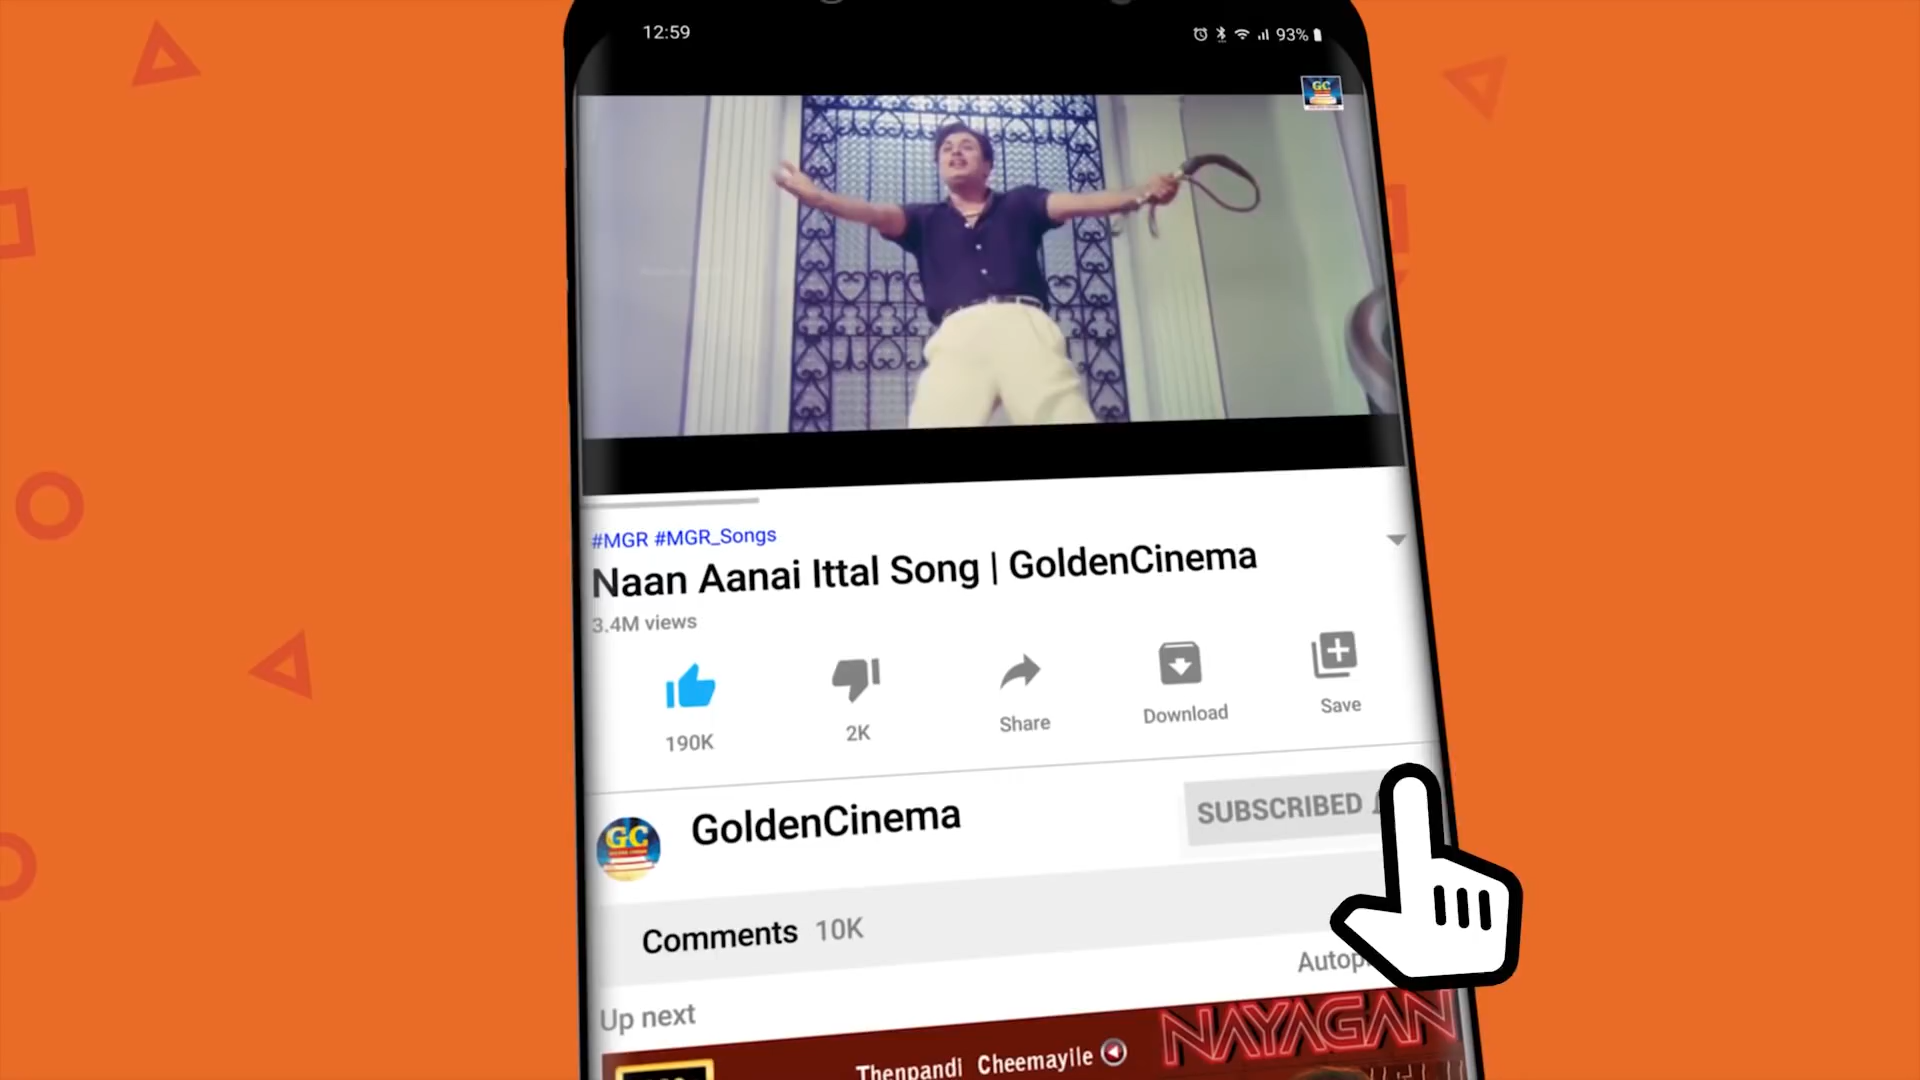 12:59
93%
GC
#MGR #MGR_Songs
Naan Aanai Ittal Song | GoldenCinema
3.4M views
190K
2K
Share
Download
Save
GC
GoldenCinema
SUBSCRIBED
Comments 10K
Up next
Thenpandi Cheemayile
NAYAGAN